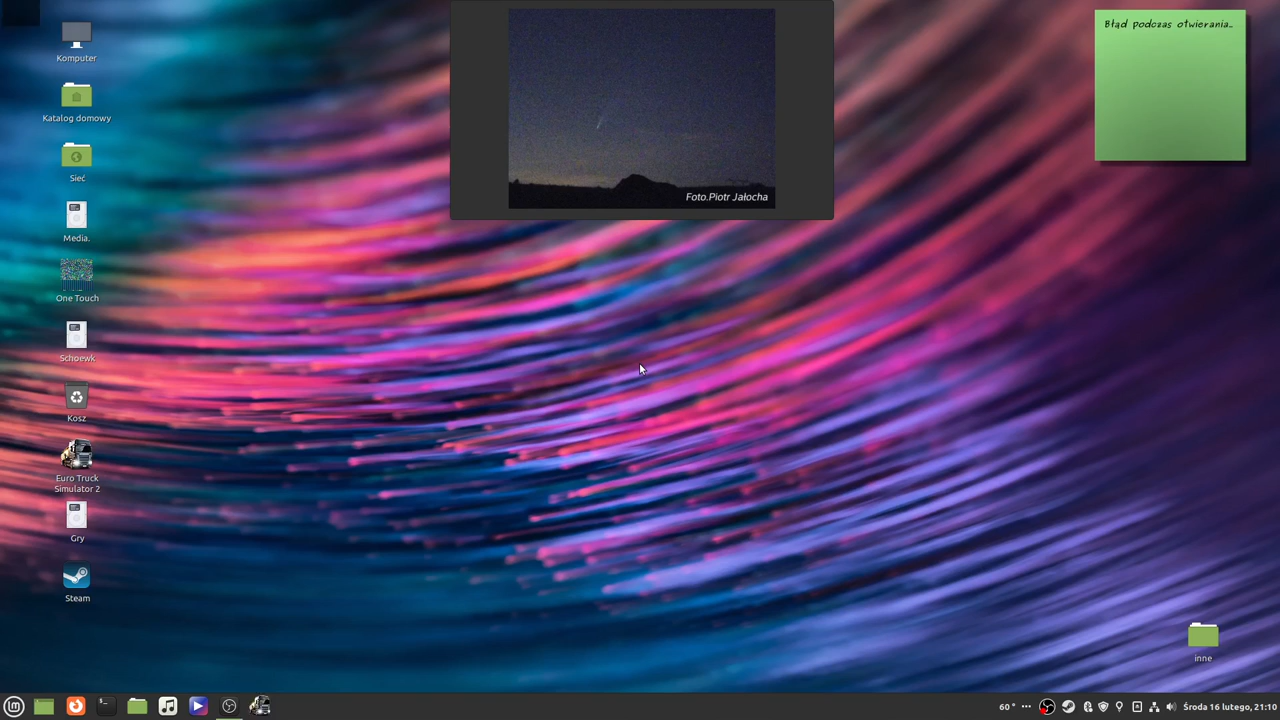 Komputer
Katalog domowy
Sieć
Media.
One Touch
Schoewk
Kosz
Euro Truck
Simulator 2
Gry
Steam
Foto.Piotr Jałocha
Błąd podczas otwierania..
inne
60 °
Środa 16 lutego, 21:10